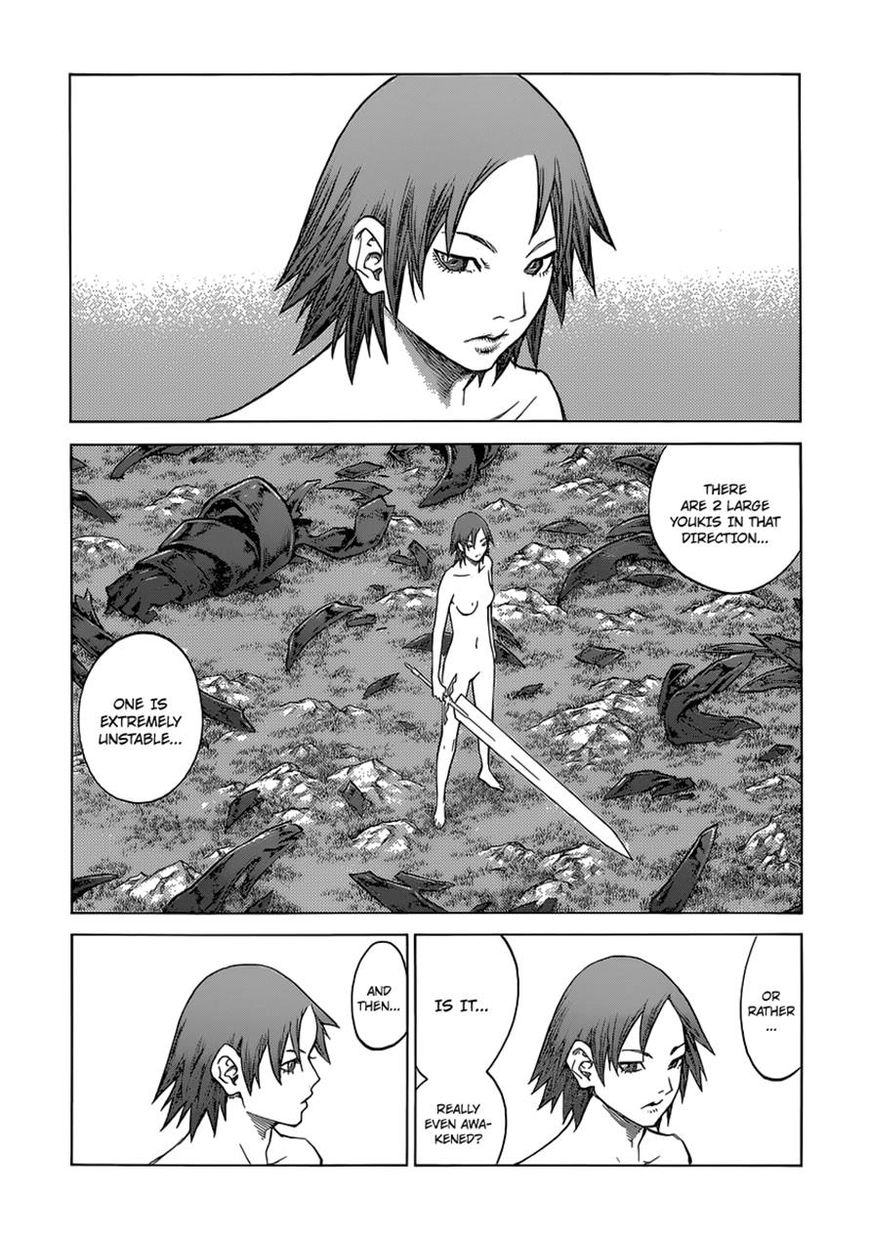 THERE
ARE 2 LARGE
YOUKIS IN THAT
DIRECTION...
ONE IS
EXTREMELY
UNSTABLE...
OR
RATHER
...
IS IT...
REALLY
EVEN AWA-
KENED?
AND
THEN...